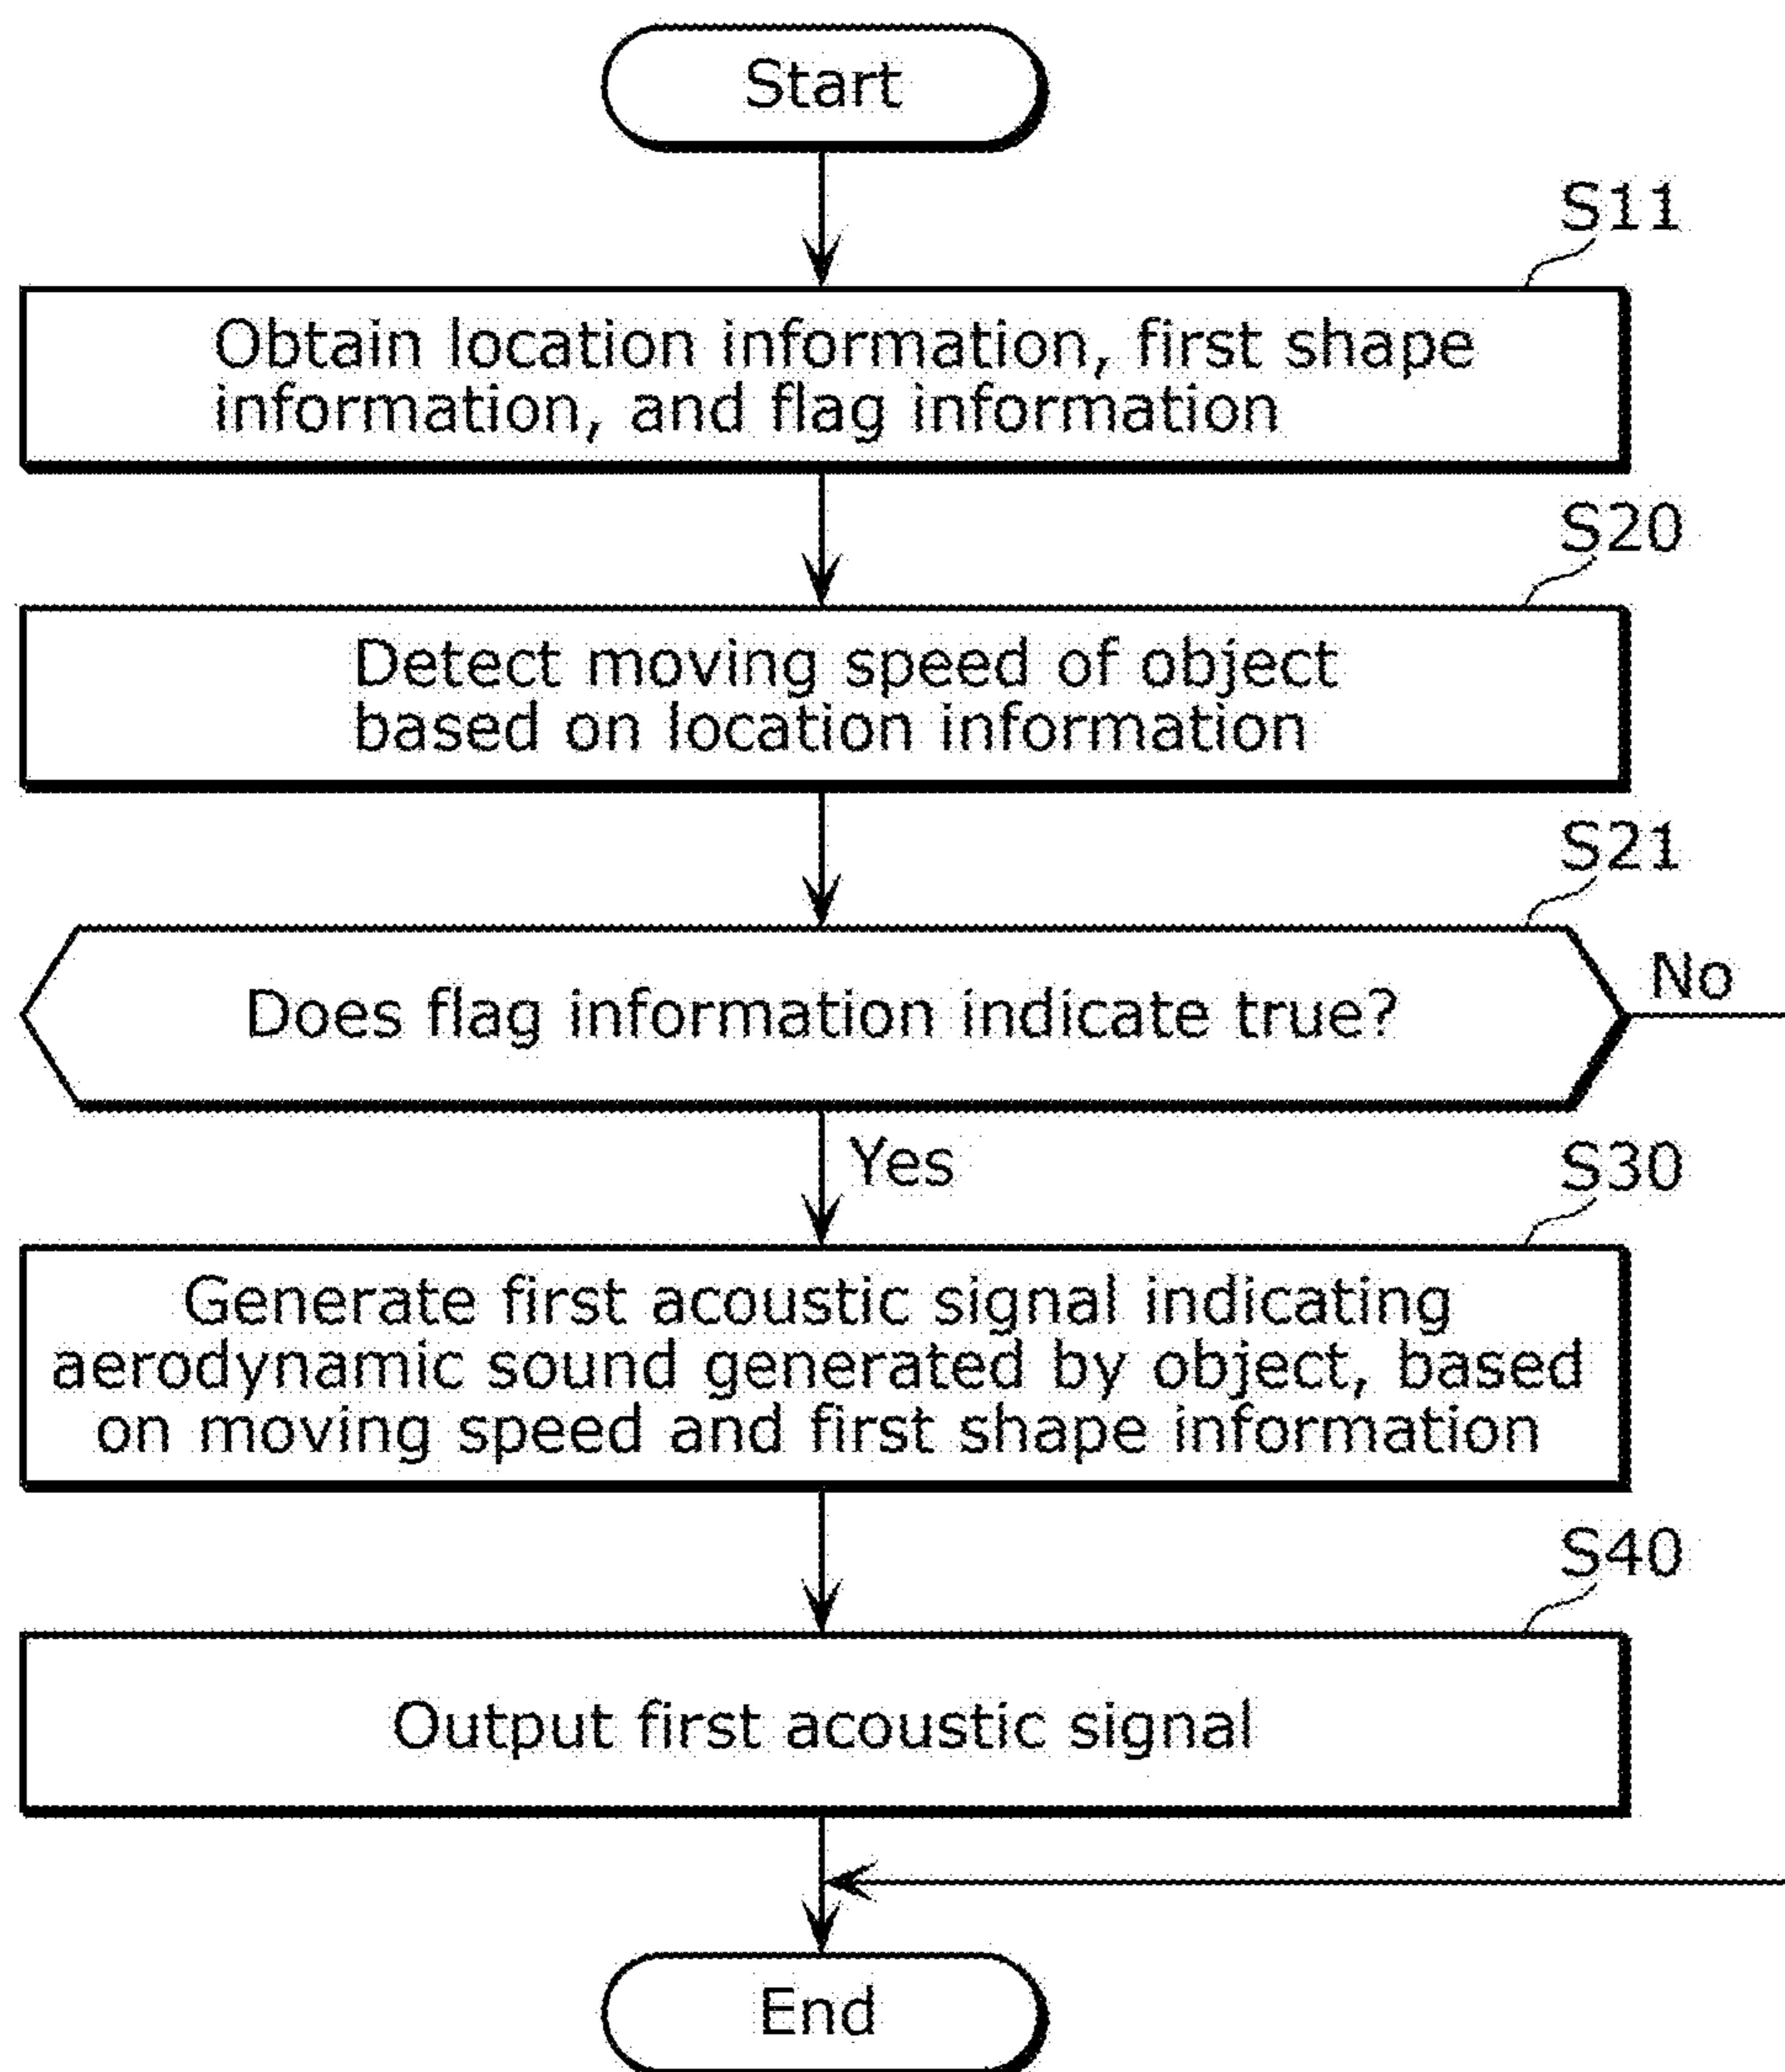 Start
S11
Obtain location information, first shape
information, and flag information
S20
Detect moving speed of object
based on location information
S21
Does flag information indicate true?
No
Yes
S30
Generate first acoustic signal indicating
aerodynamic sound generated by object, based
on moving speed and first shape information
S40
Output first acoustic signal
End